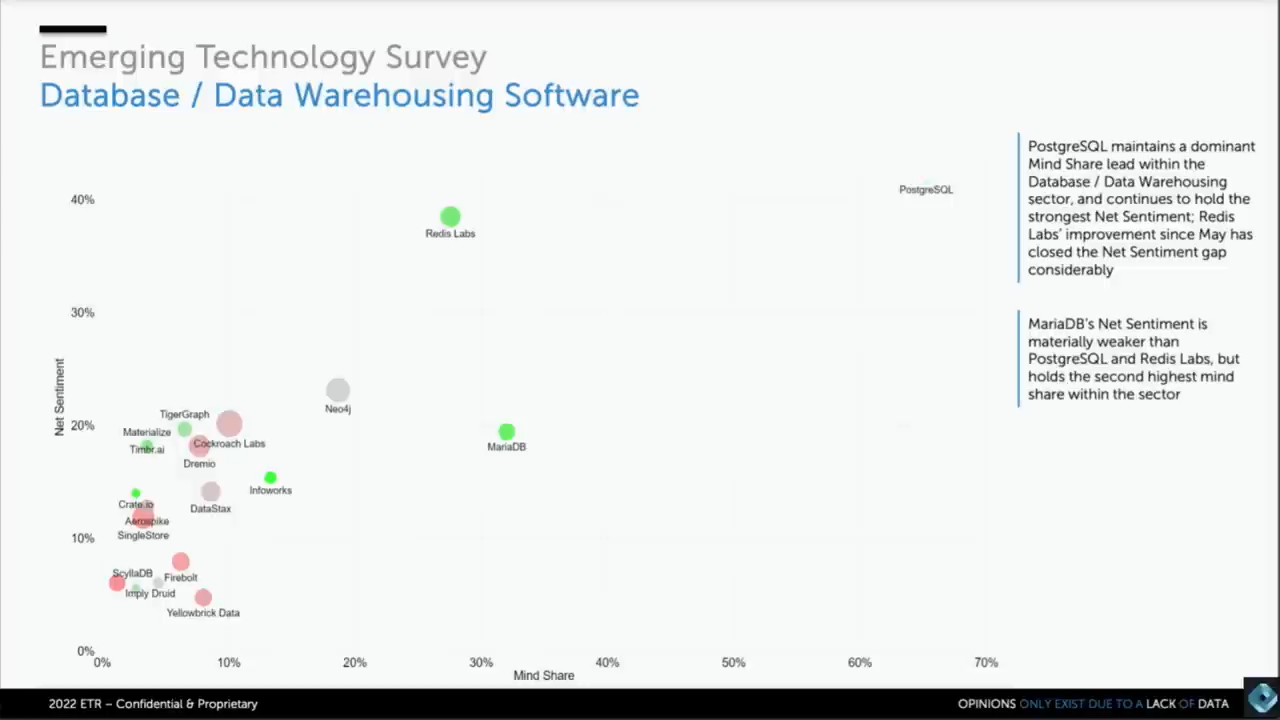 Emerging Technology Survey
Database / Data Warehousing Software
PostgreSQL maintains a dominant
Mind Share lead within the
Database / Data Warehousing
sector, and continues to hold the
strongest Net Sentiment; Redis
Labs' improvement since May has
closed the Net Sentiment gap
considerably
MariaDB's Net Sentiment is
materially weaker than
PostgreSQL and Redis Labs, but
holds the second highest mind
share within the sector
Net Sentiment
40%
30%
20%
10%
0%
PostgreSQL
Redis Labs
Neo4j
TigerGraph
Materialize
Cockroach Labs
MariaDB
Timbr.ai
Dremio
Infoworks
Crate.io
DataStax
Aerospike
SingleStore
ScyllaDB
Firebolt
Imply Druid
Yellowbrick Data
0%
10%
20%
30%
40%
50%
60%
70%
Mind Share
2022 ETR – Confidential & Proprietary
OPINIONS ONLY EXIST DUE TO A LACK OF DATA